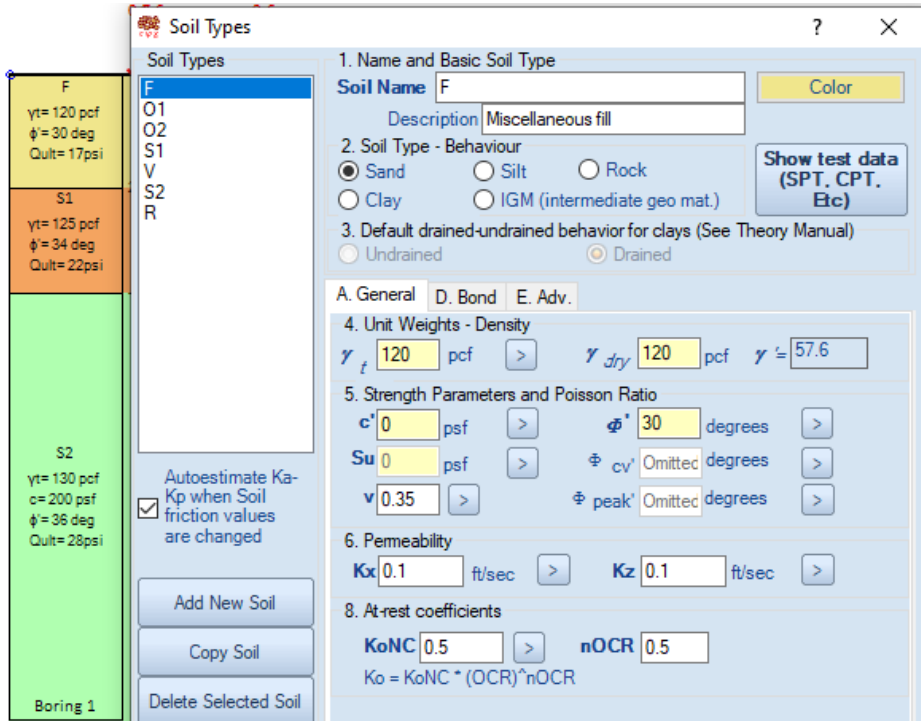 Soil Types
?
Soil Types
F
O1
O2
S1
V
S2
R
Autoestimate Ka-
Kp when Soil
friction values
are changed
Add New Soil
Copy Soil
Delete Selected Soil
1. Name and Basic Soil Type
Soil Name F
Color
Description Miscellaneous fill
2. Soil Type - Behaviour
Sand Silt Rock
Clay IGM (intermediate geo mat.)
Show test data
(SPT, CPT,
Etc)
3. Default drained-undrained behavior for clays (See Theory Manual)
Undrained Drained
A. General D. Bond E. Adv.
4. Unit Weights - Density
γ t 120 pcf > γ dry 120 pcf γ '= 57.6
5. Strength Parameters and Poisson Ratio
c' 0 psf > Φ' 30 degrees >
Su 0 psf > Φ cv' Omitted degrees >
v 0.35 > Φ peak' Omitted degrees >
6. Permeability
Kx 0.1 ft/sec > Kz 0.1 ft/sec >
8. At-rest coefficients
KoNC 0.5 > nOCR 0.5
Ko = KoNC * (OCR)^nOCR
F
γt= 120 pcf
ϕ'= 30 deg
Qult= 17psi
S1
γt= 125 pcf
ϕ'= 34 deg
Qult= 22psi
S2
γt= 130 pcf
c= 200 psf
ϕ'= 36 deg
Qult= 28psi
Boring 1